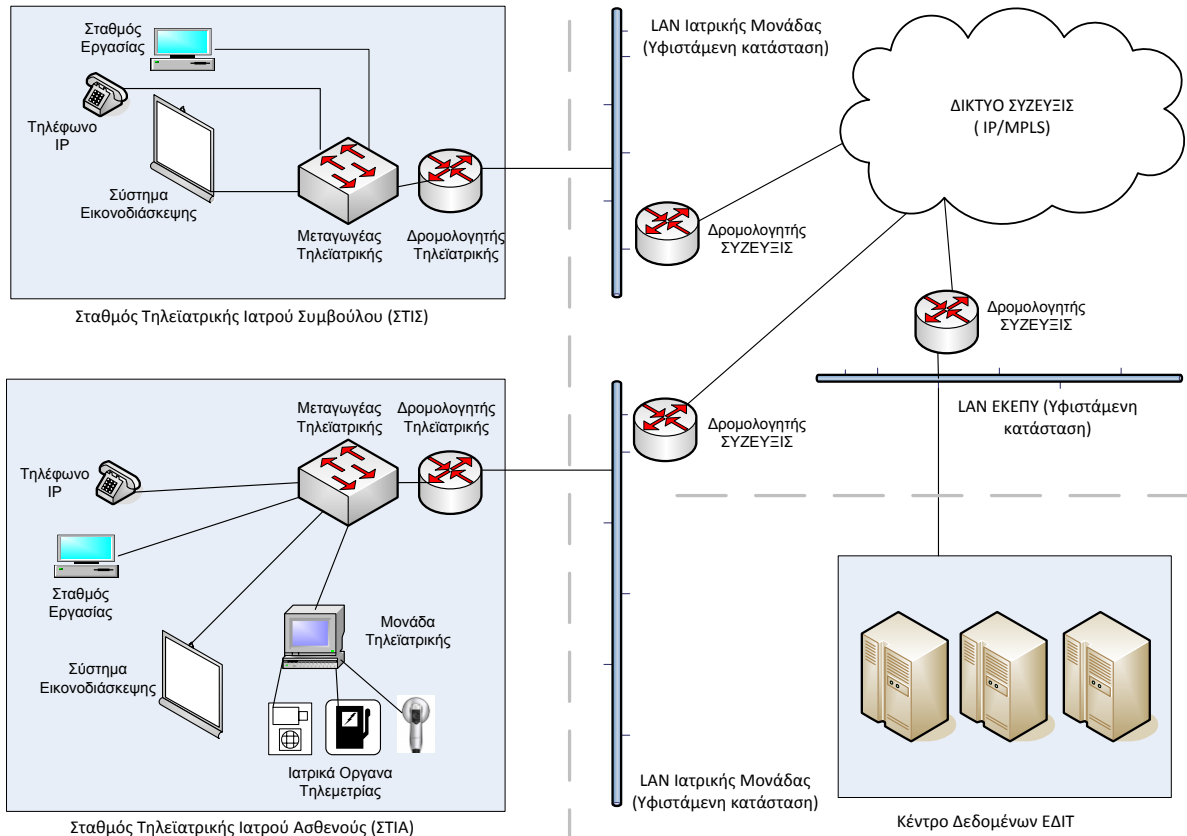 Σταθμός
Εργασίας
Τηλέφωνο
IP
Σύστημα
Εικονοδιάσκεψης
Μεταγωγέας
Τηλεϊατρικής
Δρομολογητής
Τηλεϊατρικής
Σταθμός Τηλεϊατρικής Ιατρού Συμβούλου (ΣΤΙΣ)
LAN Ιατρικής Μονάδας
(Υφιστάμενη κατάσταση)
ΔΙΚΤΥΟ ΣΥΖΕΥΞΙΣ
( IP/MPLS)
Δρομολογητής
ΣΥΖΕΥΞΙΣ
Δρομολογητής
ΣΥΖΕΥΞΙΣ
LAN ΕΚΕΠΥ (Υφιστάμενη
κατάσταση)
Μεταγωγέας
Τηλεϊατρικής
Δρομολογητής
Τηλεϊατρικής
Δρομολογητής
ΣΥΖΕΥΞΙΣ
Τηλέφωνο
IP
Σταθμός
Εργασίας
Μονάδα
Τηλεϊατρικής
Σύστημα
Εικονοδιάσκεψης
Ιατρικά Οργανα
Τηλεμετρίας
Σταθμός Τηλεϊατρικής Ιατρού Ασθενούς (ΣΤΙΑ)
LAN Ιατρικής Μονάδας
(Υφιστάμενη κατάσταση)
Κέντρο Δεδομένων ΕΔΙΤ